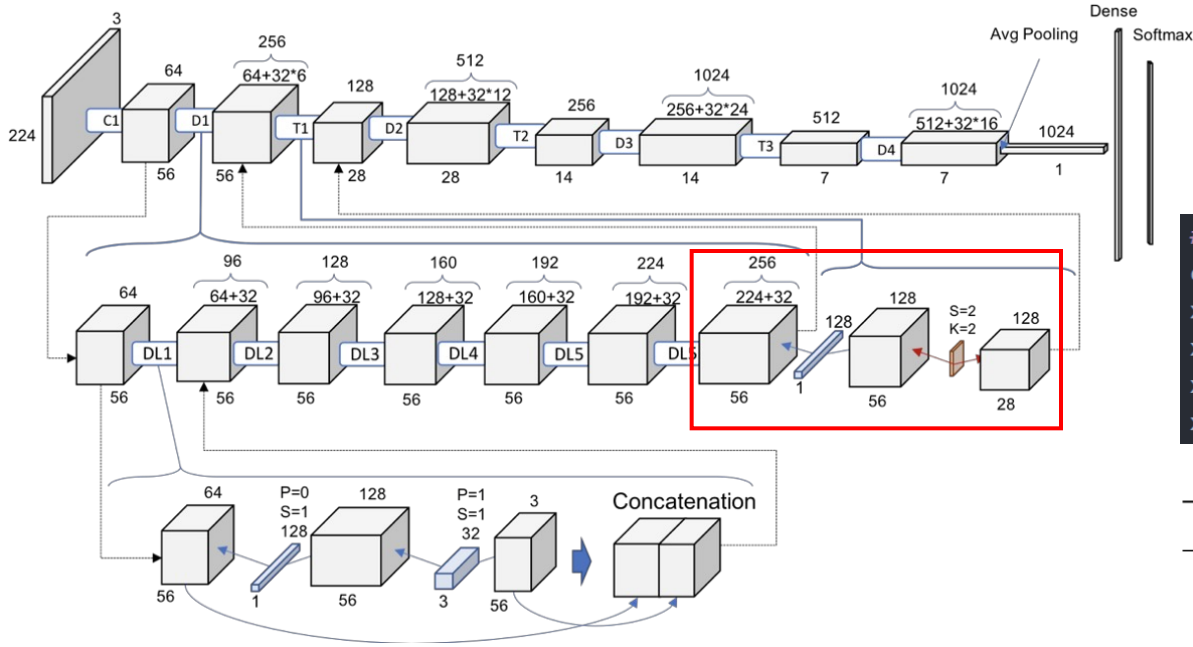 Dense
3
Avg Pooling
Softmax
64
256
64+32*6
128
512
128+32*12
256
1024
256+32*24
512
1024
512+32*16
1024
224
C1
D1
T1
D2
T2
D3
T3
D4
56
56
28
28
14
14
7
7
1
64
96
64+32
128
96+32
160
128+32
192
160+32
224
192+32
256
224+32
128
128
S=2
K=2
128
DL1
DL2
DL3
DL4
DL5
DL5
56
56
56
56
56
56
56
1
56
28
64
P=0
S=1
128
128
P=1
S=1
32
3
Concatenation
56
1
56
3
56